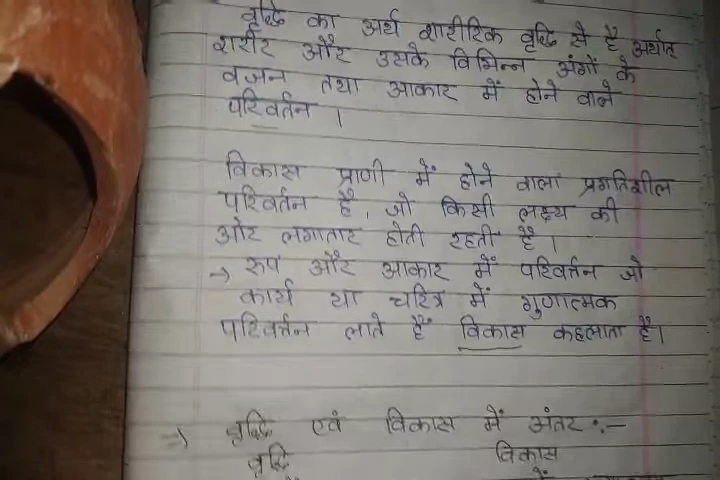 वृद्धि का अर्थ शारीरिक वृद्धि से है अर्थात
शरीर और उसके विभिन्न अंगों के
वजन तथा आकार में होने वाले
परिवर्तन ।
विकास प्राणी में होने वाला प्रगतिशील
परिवर्तन है, जो किसी लक्ष्य की
ओर लगातार होती रहती है ।
→ रूप और आकार में परिवर्तन जो
कार्य या चरित्र में गुणात्मक
परिवर्तन लाते हैं विकास कहलाता है।
→ वृद्धि एवं विकास में अंतर :-
वृद्धि विकास